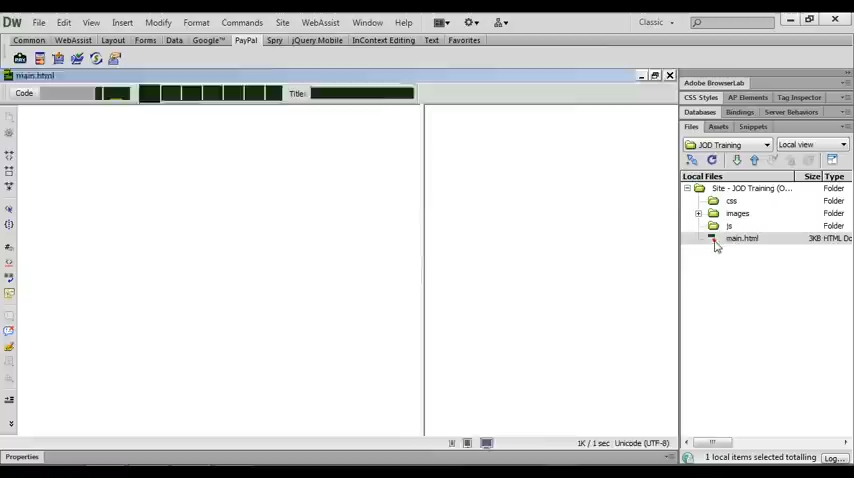 DW File Edit View Insert Modify Format Commands Site WebAssist Window Help Classic
Common WebAssist Layout Forms Data Google™ PayPal Spry jQuery Mobile InContext Editing Text Favorites
main.html
Code Title:
Adobe BrowserLab
CSS Styles AP Elements Tag Inspector
Databases Bindings Server Behaviors
Files Assets Snippets
JOD Training Local view
Local Files Size Type
Site - JOD Training (O... Folder
css Folder
images Folder
js Folder
main.html 3KB HTML Do
1K / 1 sec Unicode (UTF-8)
Properties
1 local items selected totalling Log...